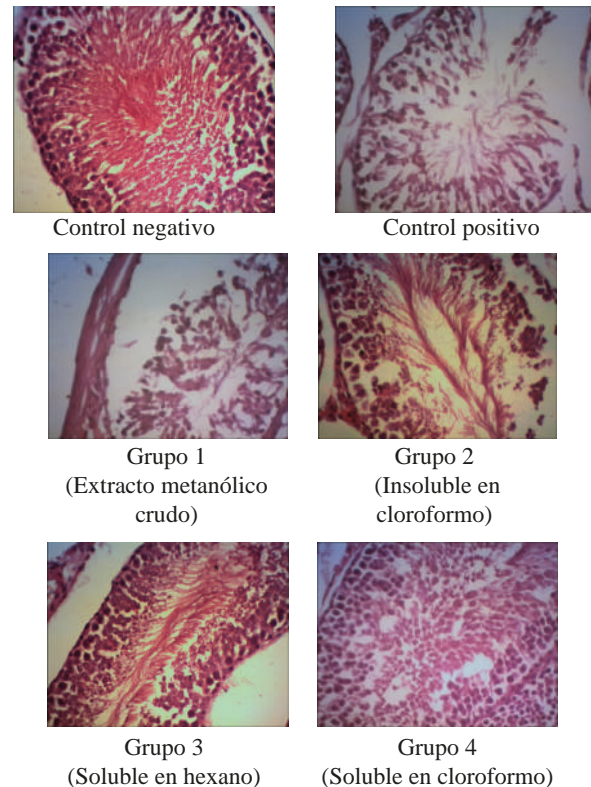 Control negativo
Control positivo
Grupo 1
(Extracto metanólico
crudo)
Grupo 2
(Insoluble en
cloroformo)
Grupo 3
(Soluble en hexano)
Grupo 4
(Soluble en cloroformo)